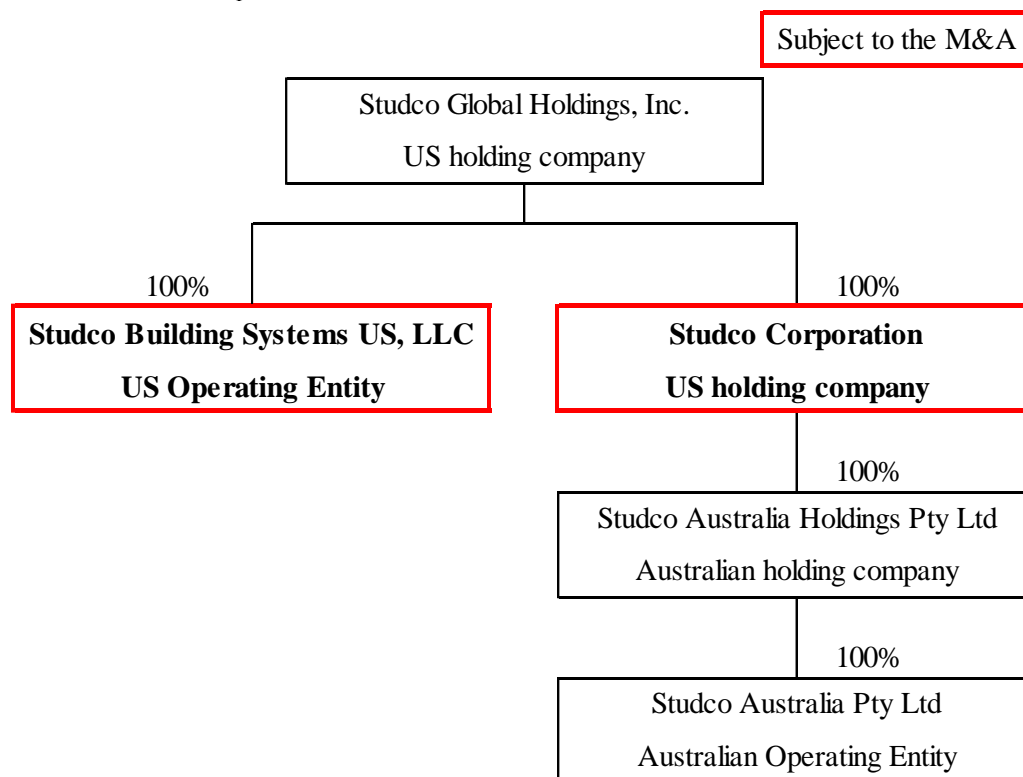 Subject to the M&A
Studco Global Holdings, Inc.
US holding company
100%
100%
Studco Building Systems US, LLC
US Operating Entity
Studco Corporation
US holding company
100%
Studco Australia Holdings Pty Ltd
Australian holding company
100%
Studco Australia Pty Ltd
Australian Operating Entity